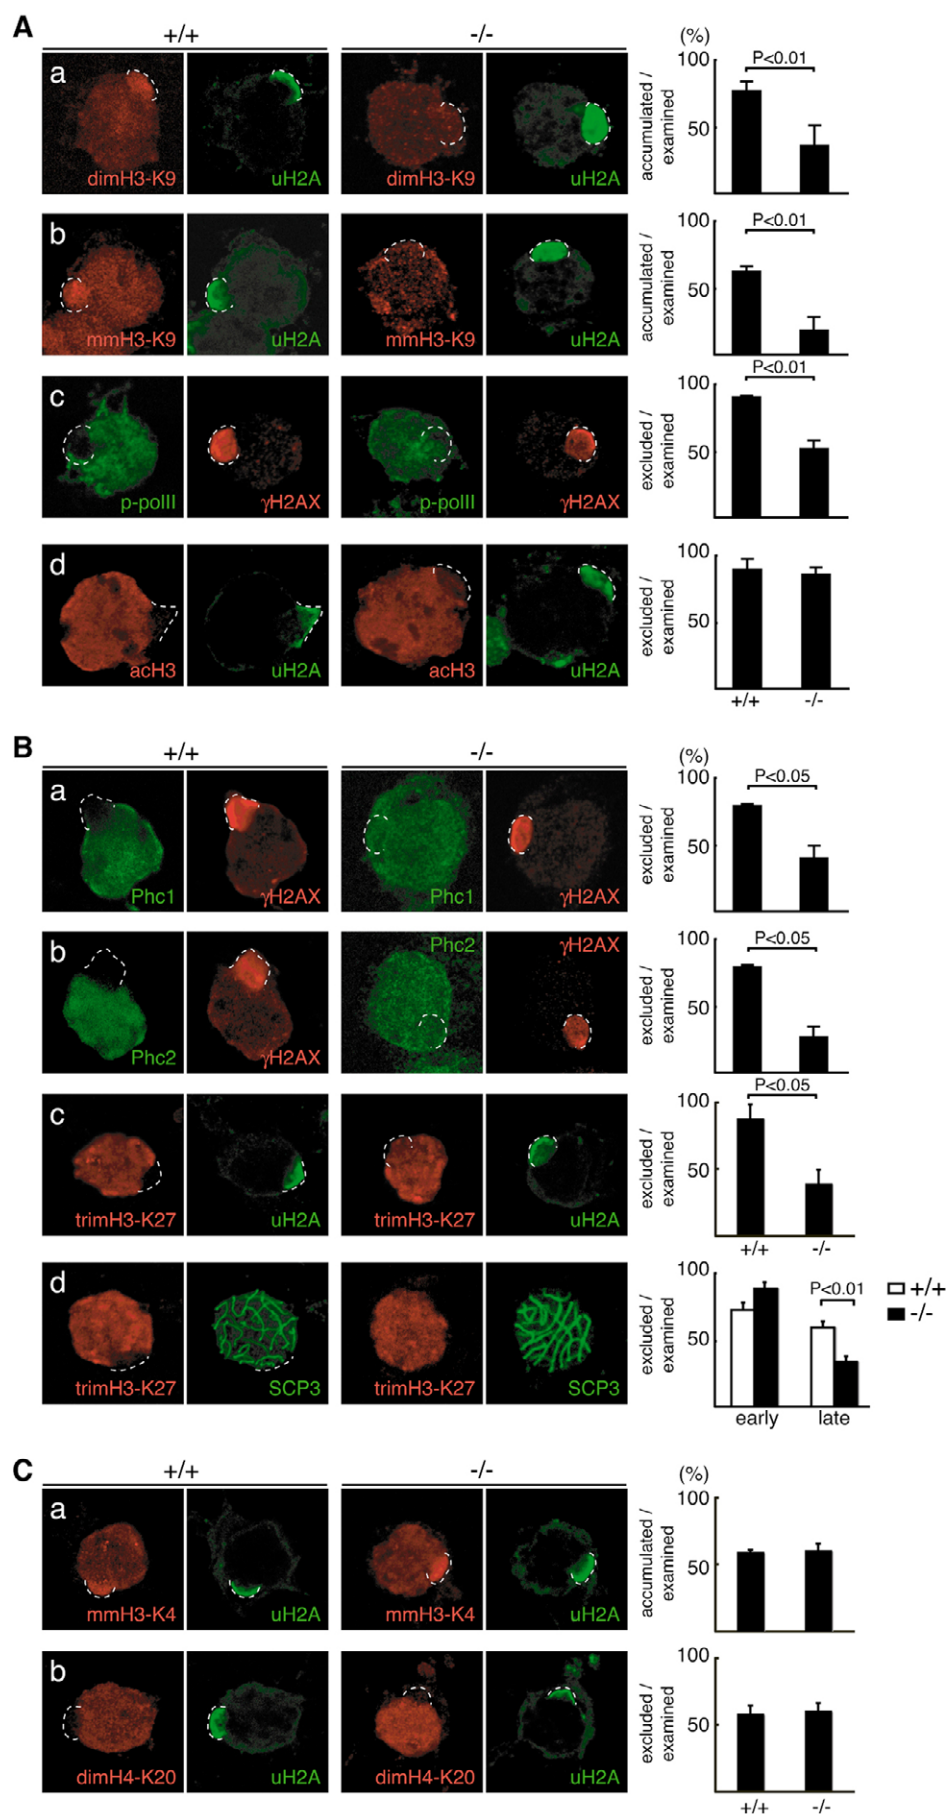 A
+/+ -/- (%)
a
dimH3-K9 uH2A dimH3-K9 uH2A
accumulated / examined
100
50
P<0.01
b
mmH3-K9 uH2A mmH3-K9 uH2A
accumulated / examined
100
50
P<0.01
c
p-polII γH2AX p-polII γH2AX
excluded / examined
100
50
P<0.01
d
acH3 uH2A acH3 uH2A
excluded / examined
100
50
+/+ -/-
B
+/+ -/- (%)
a
Phc1 γH2AX Phc1 γH2AX
excluded / examined
100
50
P<0.05
b
Phc2 γH2AX Phc2 γH2AX
excluded / examined
100
50
P<0.05
c
trimH3-K27 uH2A trimH3-K27 uH2A
excluded / examined
100
50
P<0.05
+/+ -/-
d
trimH3-K27 SCP3 trimH3-K27 SCP3
excluded / examined
100
50
P<0.01
+/+
-/-
early late
C
+/+ -/- (%)
a
mmH3-K4 uH2A mmH3-K4 uH2A
accumulated / examined
100
50
b
dimH4-K20 uH2A dimH4-K20 uH2A
excluded / examined
100
50
+/+ -/-